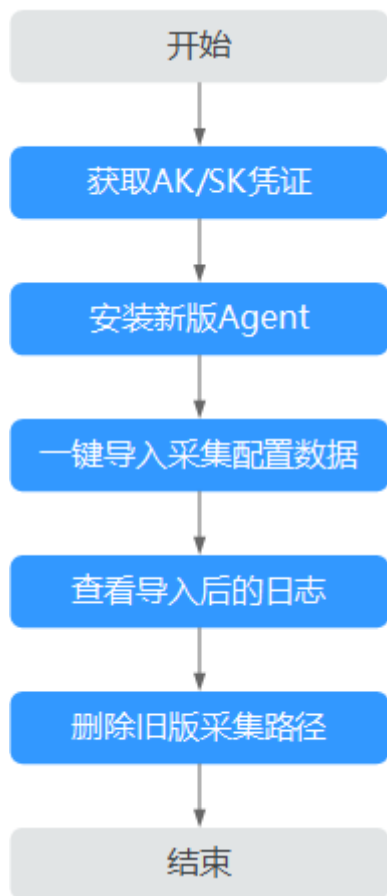 开始
获取AK/SK凭证
安装新版Agent
一键导入采集配置数据
查看导入后的日志
删除旧版采集路径
结束